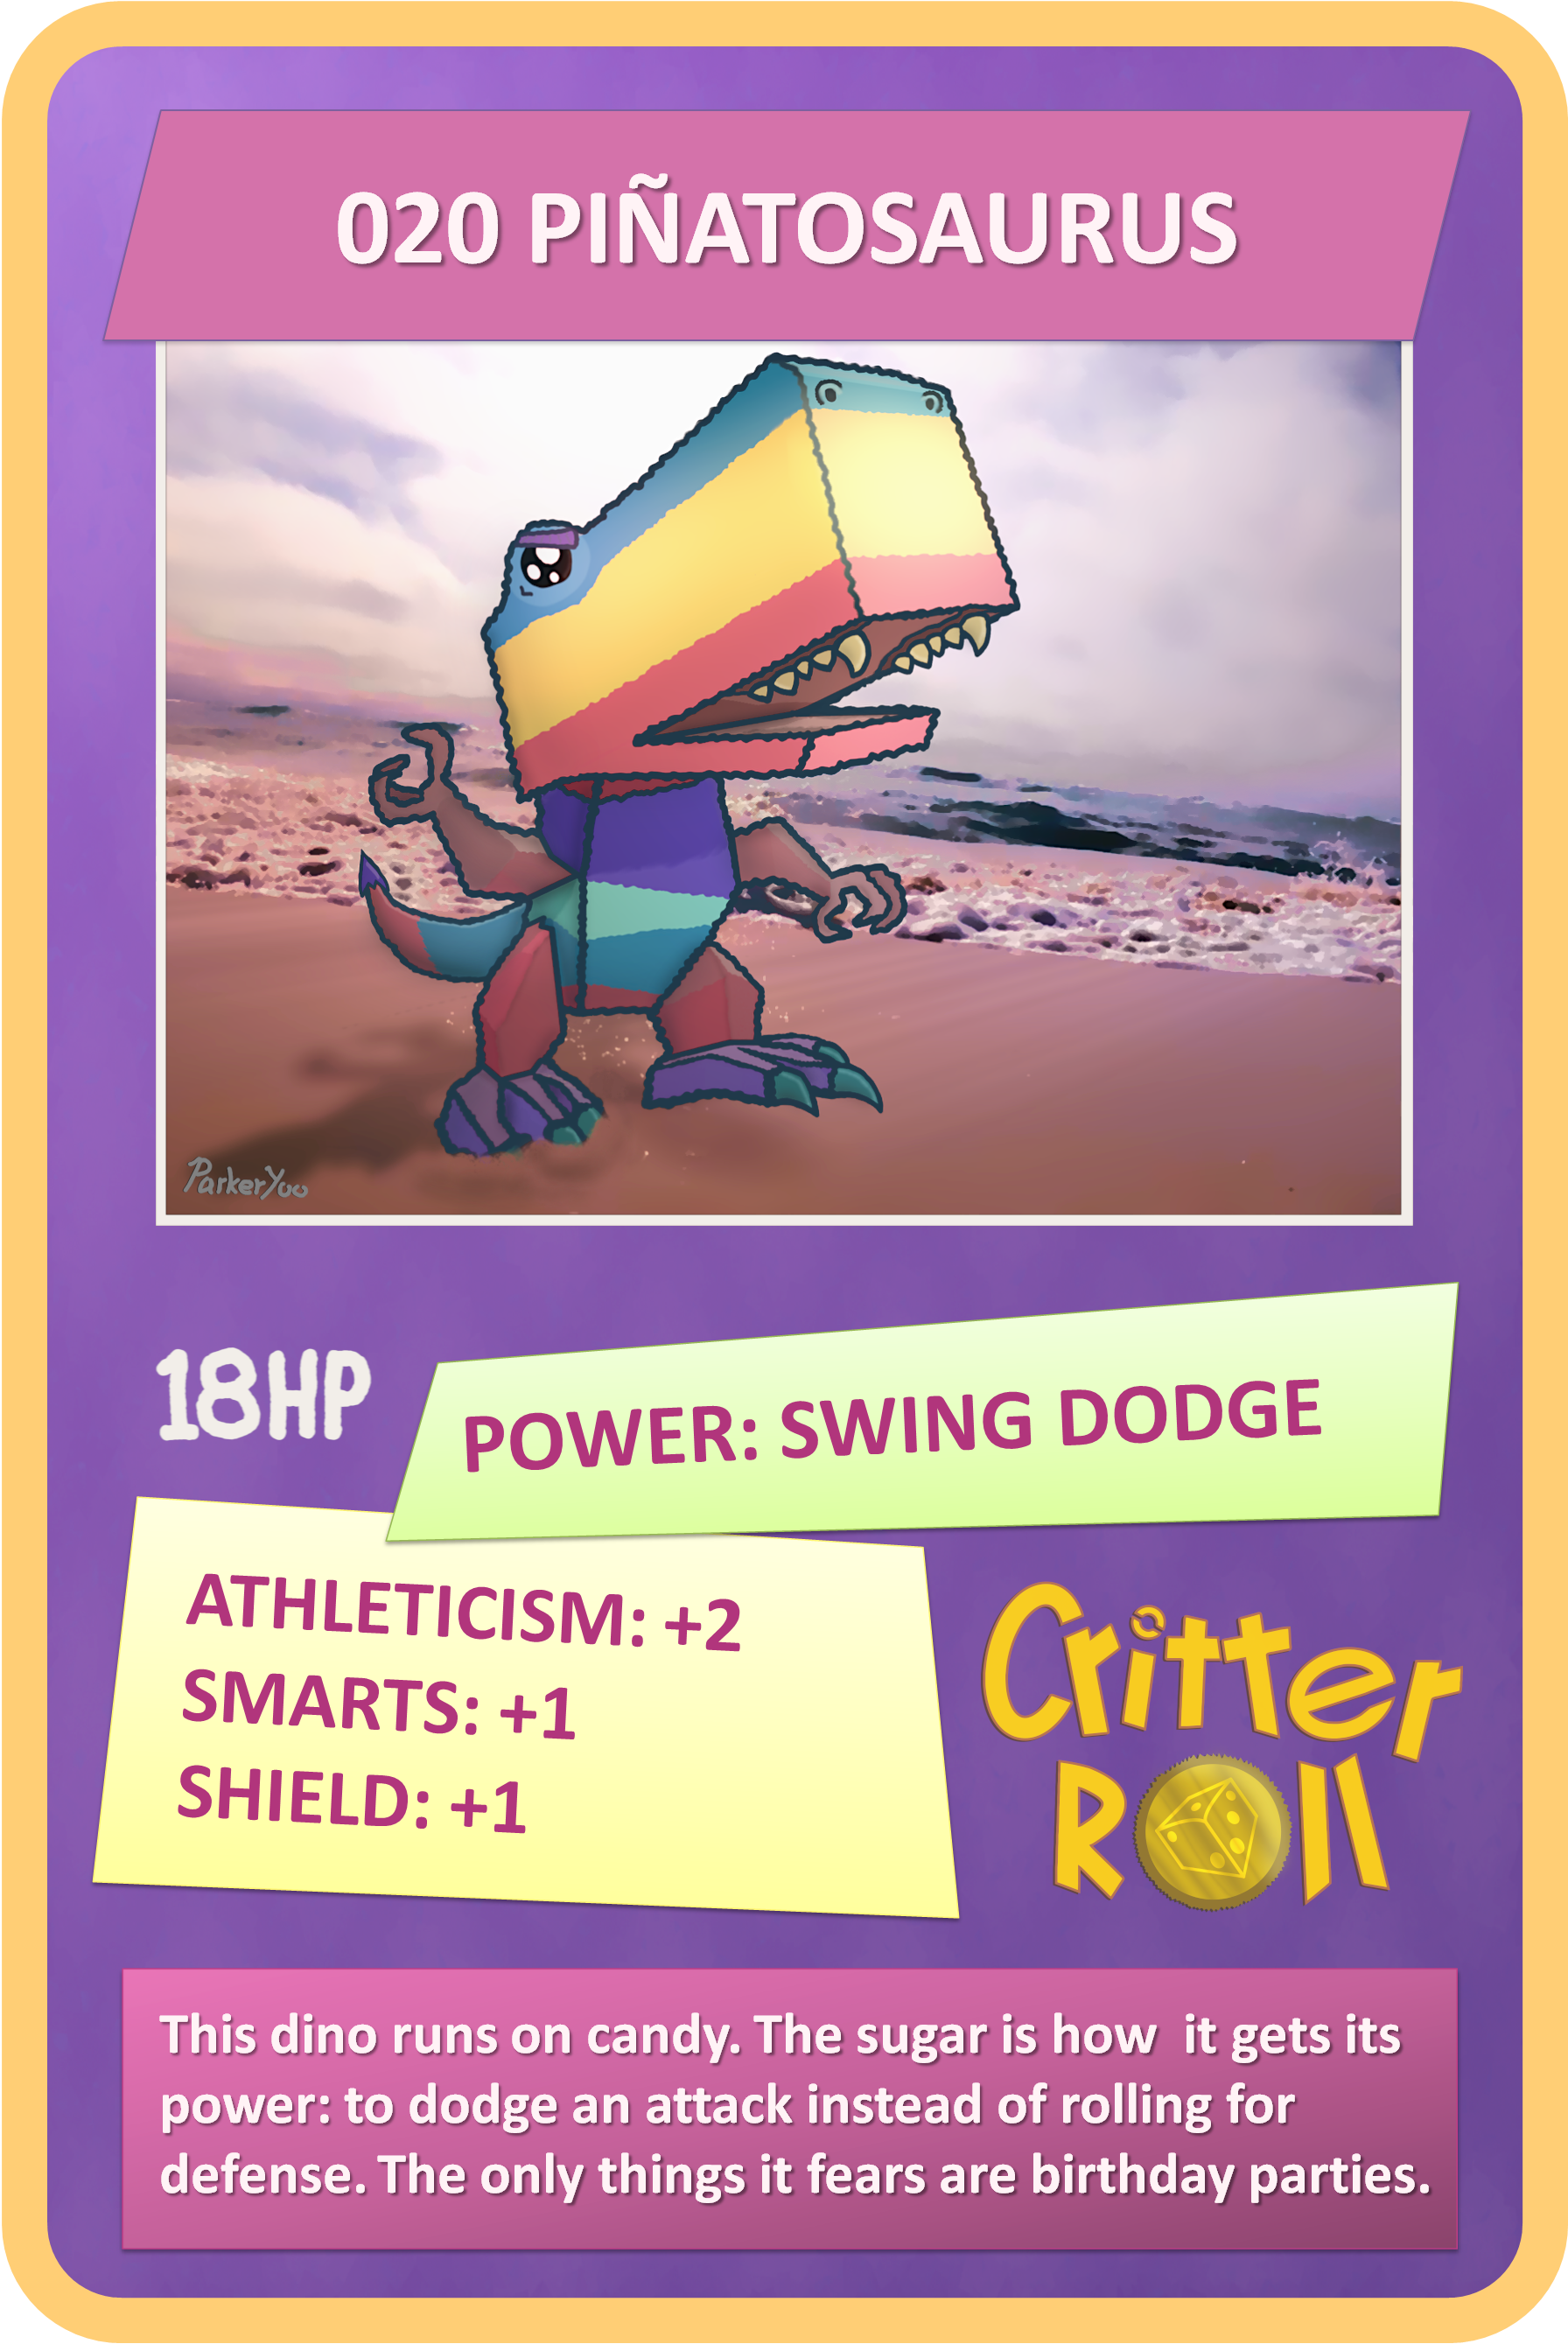 020 PIÑATOSAURUS
ParkerYoo
18HP
POWER: SWING DODGE
ATHLETICISM: +2
SMARTS: +1
SHIELD: +1
Critter
Roll
This dino runs on candy. The sugar is how  it gets its
power: to dodge an attack instead of rolling for
defense. The only things it fears are birthday parties.